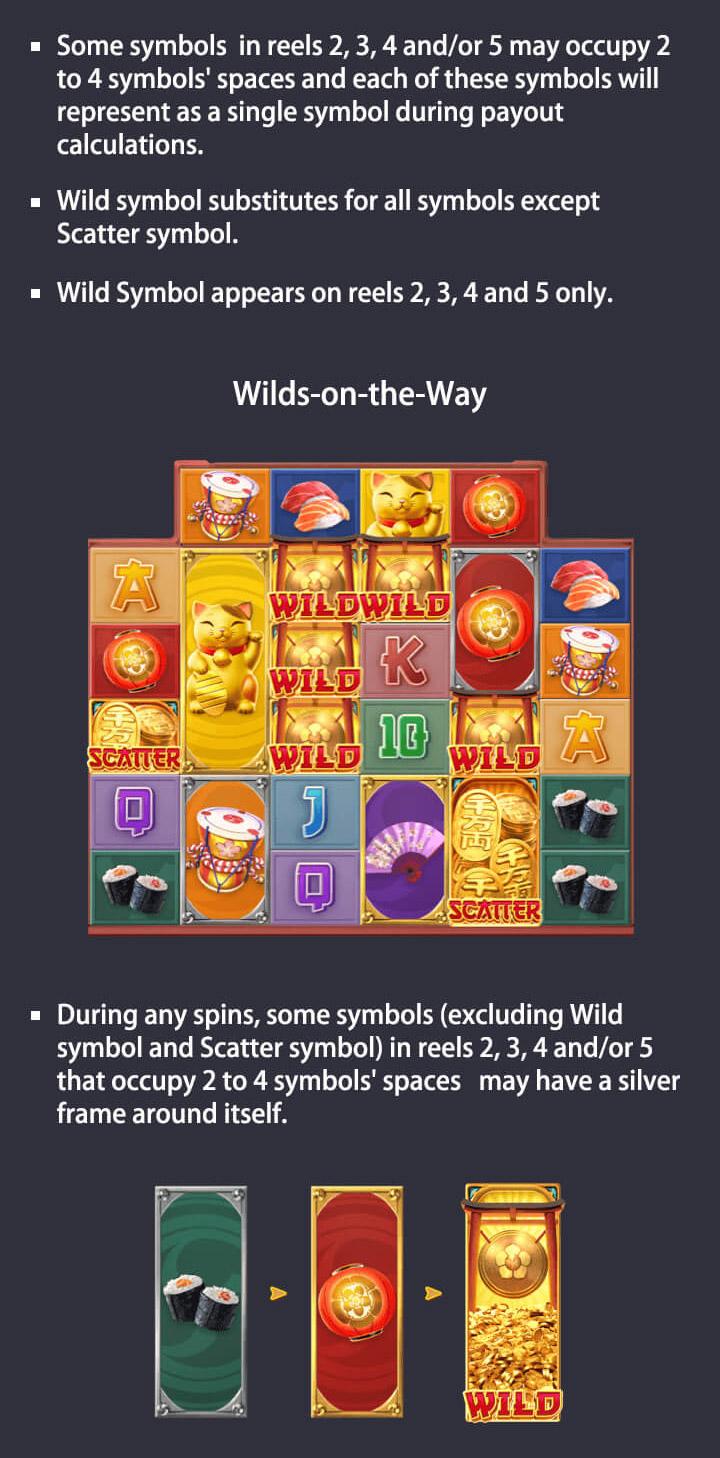 ▪ Some symbols in reels 2, 3, 4 and/or 5 may occupy 2
to 4 symbols' spaces and each of these symbols will
represent as a single symbol during payout
calculations.
▪ Wild symbol substitutes for all symbols except
Scatter symbol.
▪ Wild Symbol appears on reels 2, 3, 4 and 5 only.
Wilds-on-the-Way
A WILD WILD
WILD K
SCATTER WILD 10 WILD A
Q J
Q SCATTER
▪ During any spins, some symbols (excluding Wild
symbol and Scatter symbol) in reels 2, 3, 4 and/or 5
that occupy 2 to 4 symbols' spaces may have a silver
frame around itself.
WILD